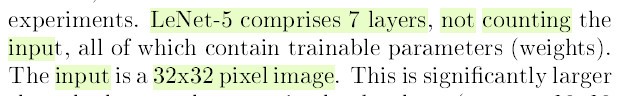 experiments. LeNet-5 comprises 7 layers, not counting the
input, all of which contain trainable parameters (weights).
The input is a 32x32 pixel image. This is significantly larger